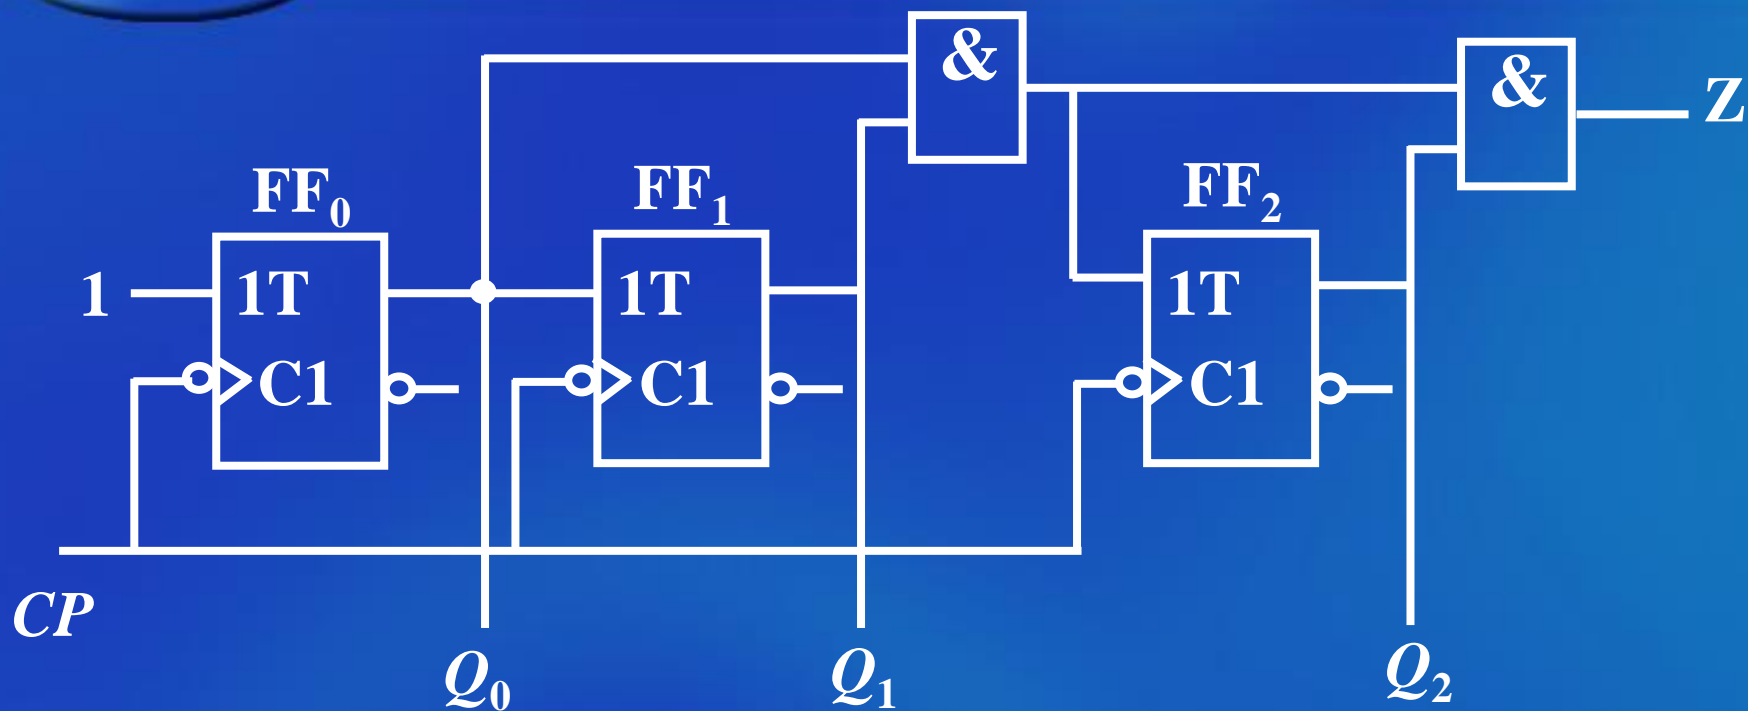 &
&
Z
FF₀
FF₁
FF₂
1
1T
1T
1T
C1
C1
C1
CP
Q₀
Q₁
Q₂